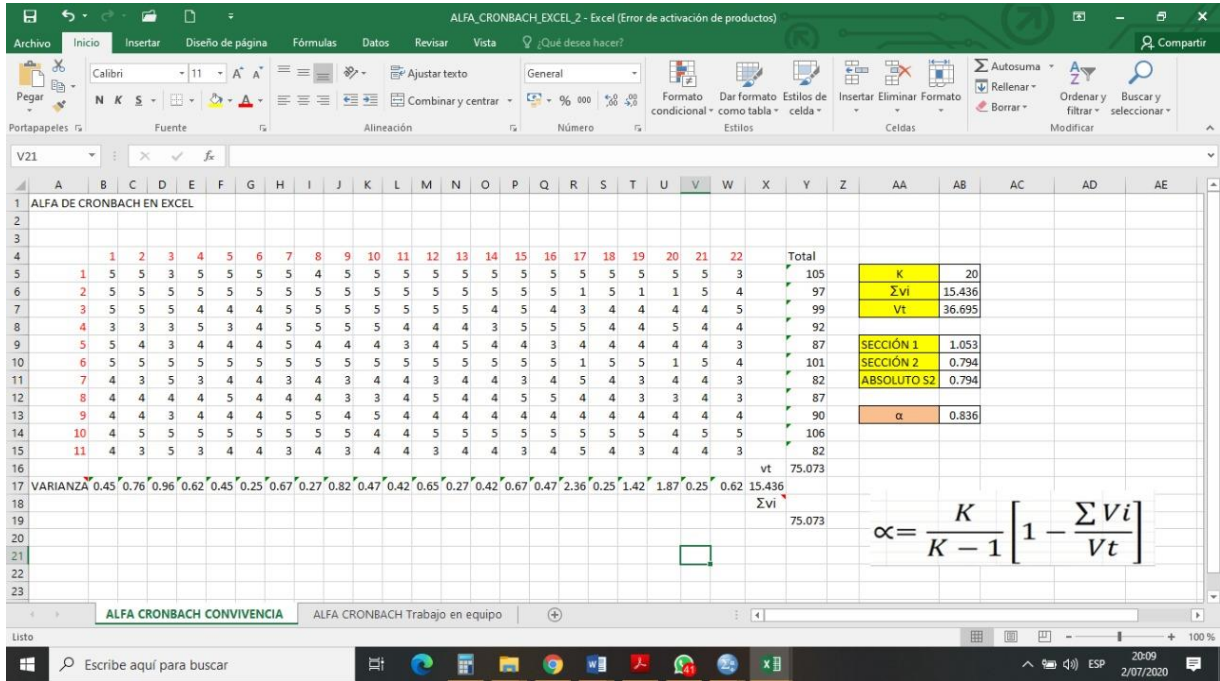 ALFA_CRONBACH_EXCEL_2 - Excel (Error de activación de productos)
Archivo Inicio Insertar Diseño de página Fórmulas Datos Revisar Vista ¿Qué desea hacer? Compartir
Pegar
Calibri 11
N K S
Ajustar texto
Combinar y centrar
General
% 000
Formato condicional
Dar formato como tabla
Estilos de celda
Insertar Eliminar Formato
Autosuma
Rellenar
Borrar
Ordenar y filtrar
Buscar y seleccionar
Portapapeles Fuente Alineación Número Estilos Celdas Modificar
V21 fx
A B C D E F G H I J K L M N O P Q R S T U V W X Y Z AA AB AC AD AE
1 ALFA DE CRONBACH EN EXCEL
2
3
4 1 2 3 4 5 6 7 8 9 10 11 12 13 14 15 16 17 18 19 20 21 22 Total
5 1 5 5 3 5 5 5 5 4 5 5 5 5 5 5 5 5 5 5 5 5 5 3 105 K 20
6 2 5 5 5 5 5 5 5 5 5 5 5 5 5 5 5 5 1 5 1 1 5 4 97 Σvi 15.436
7 3 5 5 5 4 4 4 5 5 5 5 5 5 5 4 5 4 3 4 4 4 4 5 99 Vt 36.695
8 4 3 3 3 5 3 4 5 5 5 5 4 4 4 3 5 5 5 4 4 5 4 4 92
9 5 5 4 3 4 4 4 5 4 4 4 3 4 5 4 4 3 4 4 4 4 4 3 87 SECCIÓN 1 1.053
10 6 5 5 5 5 5 5 5 5 5 5 5 5 5 5 5 5 1 5 5 1 5 4 101 SECCIÓN 2 0.794
11 7 4 3 5 3 4 4 3 4 3 4 4 3 4 4 3 4 5 4 3 4 4 3 82 ABSOLUTO S2 0.794
12 8 4 4 4 4 5 4 4 4 3 3 4 5 4 4 5 5 4 4 3 3 4 3 87
13 9 4 4 3 4 4 4 5 5 4 5 4 4 4 4 4 4 4 4 4 4 4 4 90 α 0.836
14 10 4 5 5 5 5 5 5 5 5 4 4 5 5 5 5 5 5 5 5 4 5 5 106
15 11 4 3 5 3 4 4 3 4 3 4 4 3 4 4 3 4 5 4 3 4 4 3 82
16 vt 75.073
17 VARIANZA 0.45 0.76 0.96 0.62 0.45 0.25 0.67 0.27 0.82 0.47 0.42 0.65 0.27 0.42 0.67 0.47 2.36 0.25 1.42 1.87 0.25 0.62 15.436
18 Σvi
19 75.073
∝= K / K − 1 [1 − ∑ Vi / Vt]
20
21
22
23
ALFA CRONBACH CONVIVENCIA ALFA CRONBACH Trabajo en equipo
Listo 100 %
Escribe aquí para buscar 41 ESP 20:09
2/07/2020